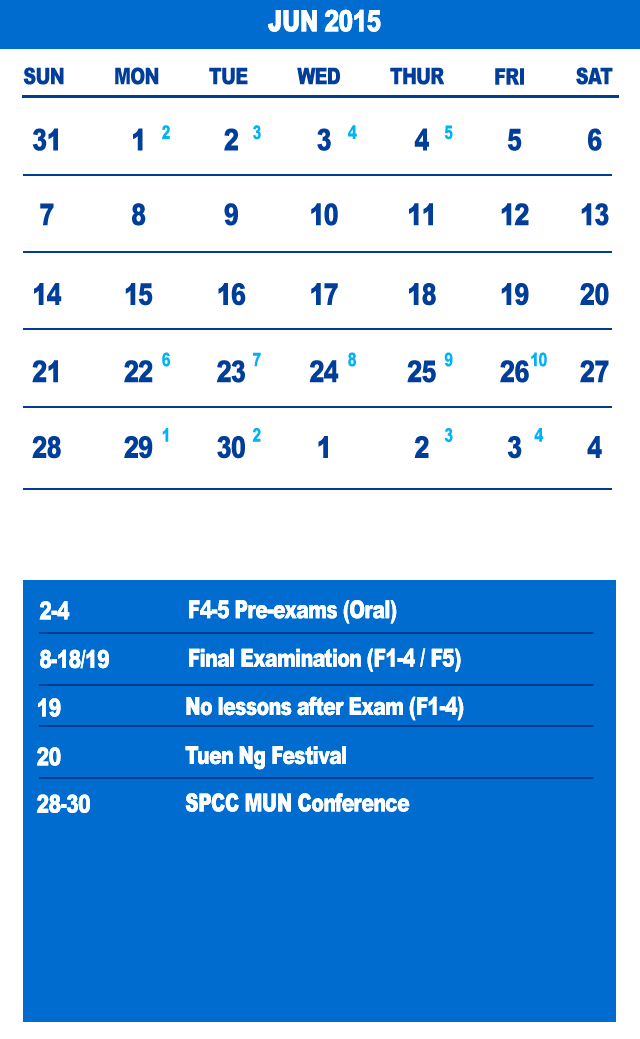 JUN 2015
SUN MON TUE WED THUR FRI SAT
31 1 2 2 3 3 4 4 5 5 6
7 8 9 10 11 12 13
14 15 16 17 18 19 20
21 22 6 23 7 24 8 25 9 26 10 27
28 29 1 30 2 1 2 3 3 4 4
2-4 F4-5 Pre-exams (Oral)
8-18/19 Final Examination (F1-4 / F5)
19 No lessons after Exam (F1-4)
20 Tuen Ng Festival
28-30 SPCC MUN Conference